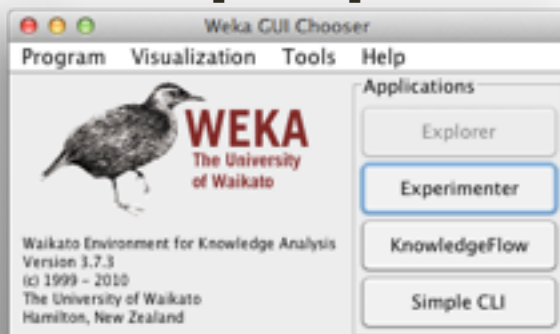 Weka GUI Chooser
Program Visualization Tools Help
WEKA
The University
of Waikato
Waikato Environment for Knowledge Analysis
Version 3.7.3
(c) 1999 - 2010
The University of Waikato
Hamilton, New Zealand
Applications
Explorer
Experimenter
KnowledgeFlow
Simple CLI